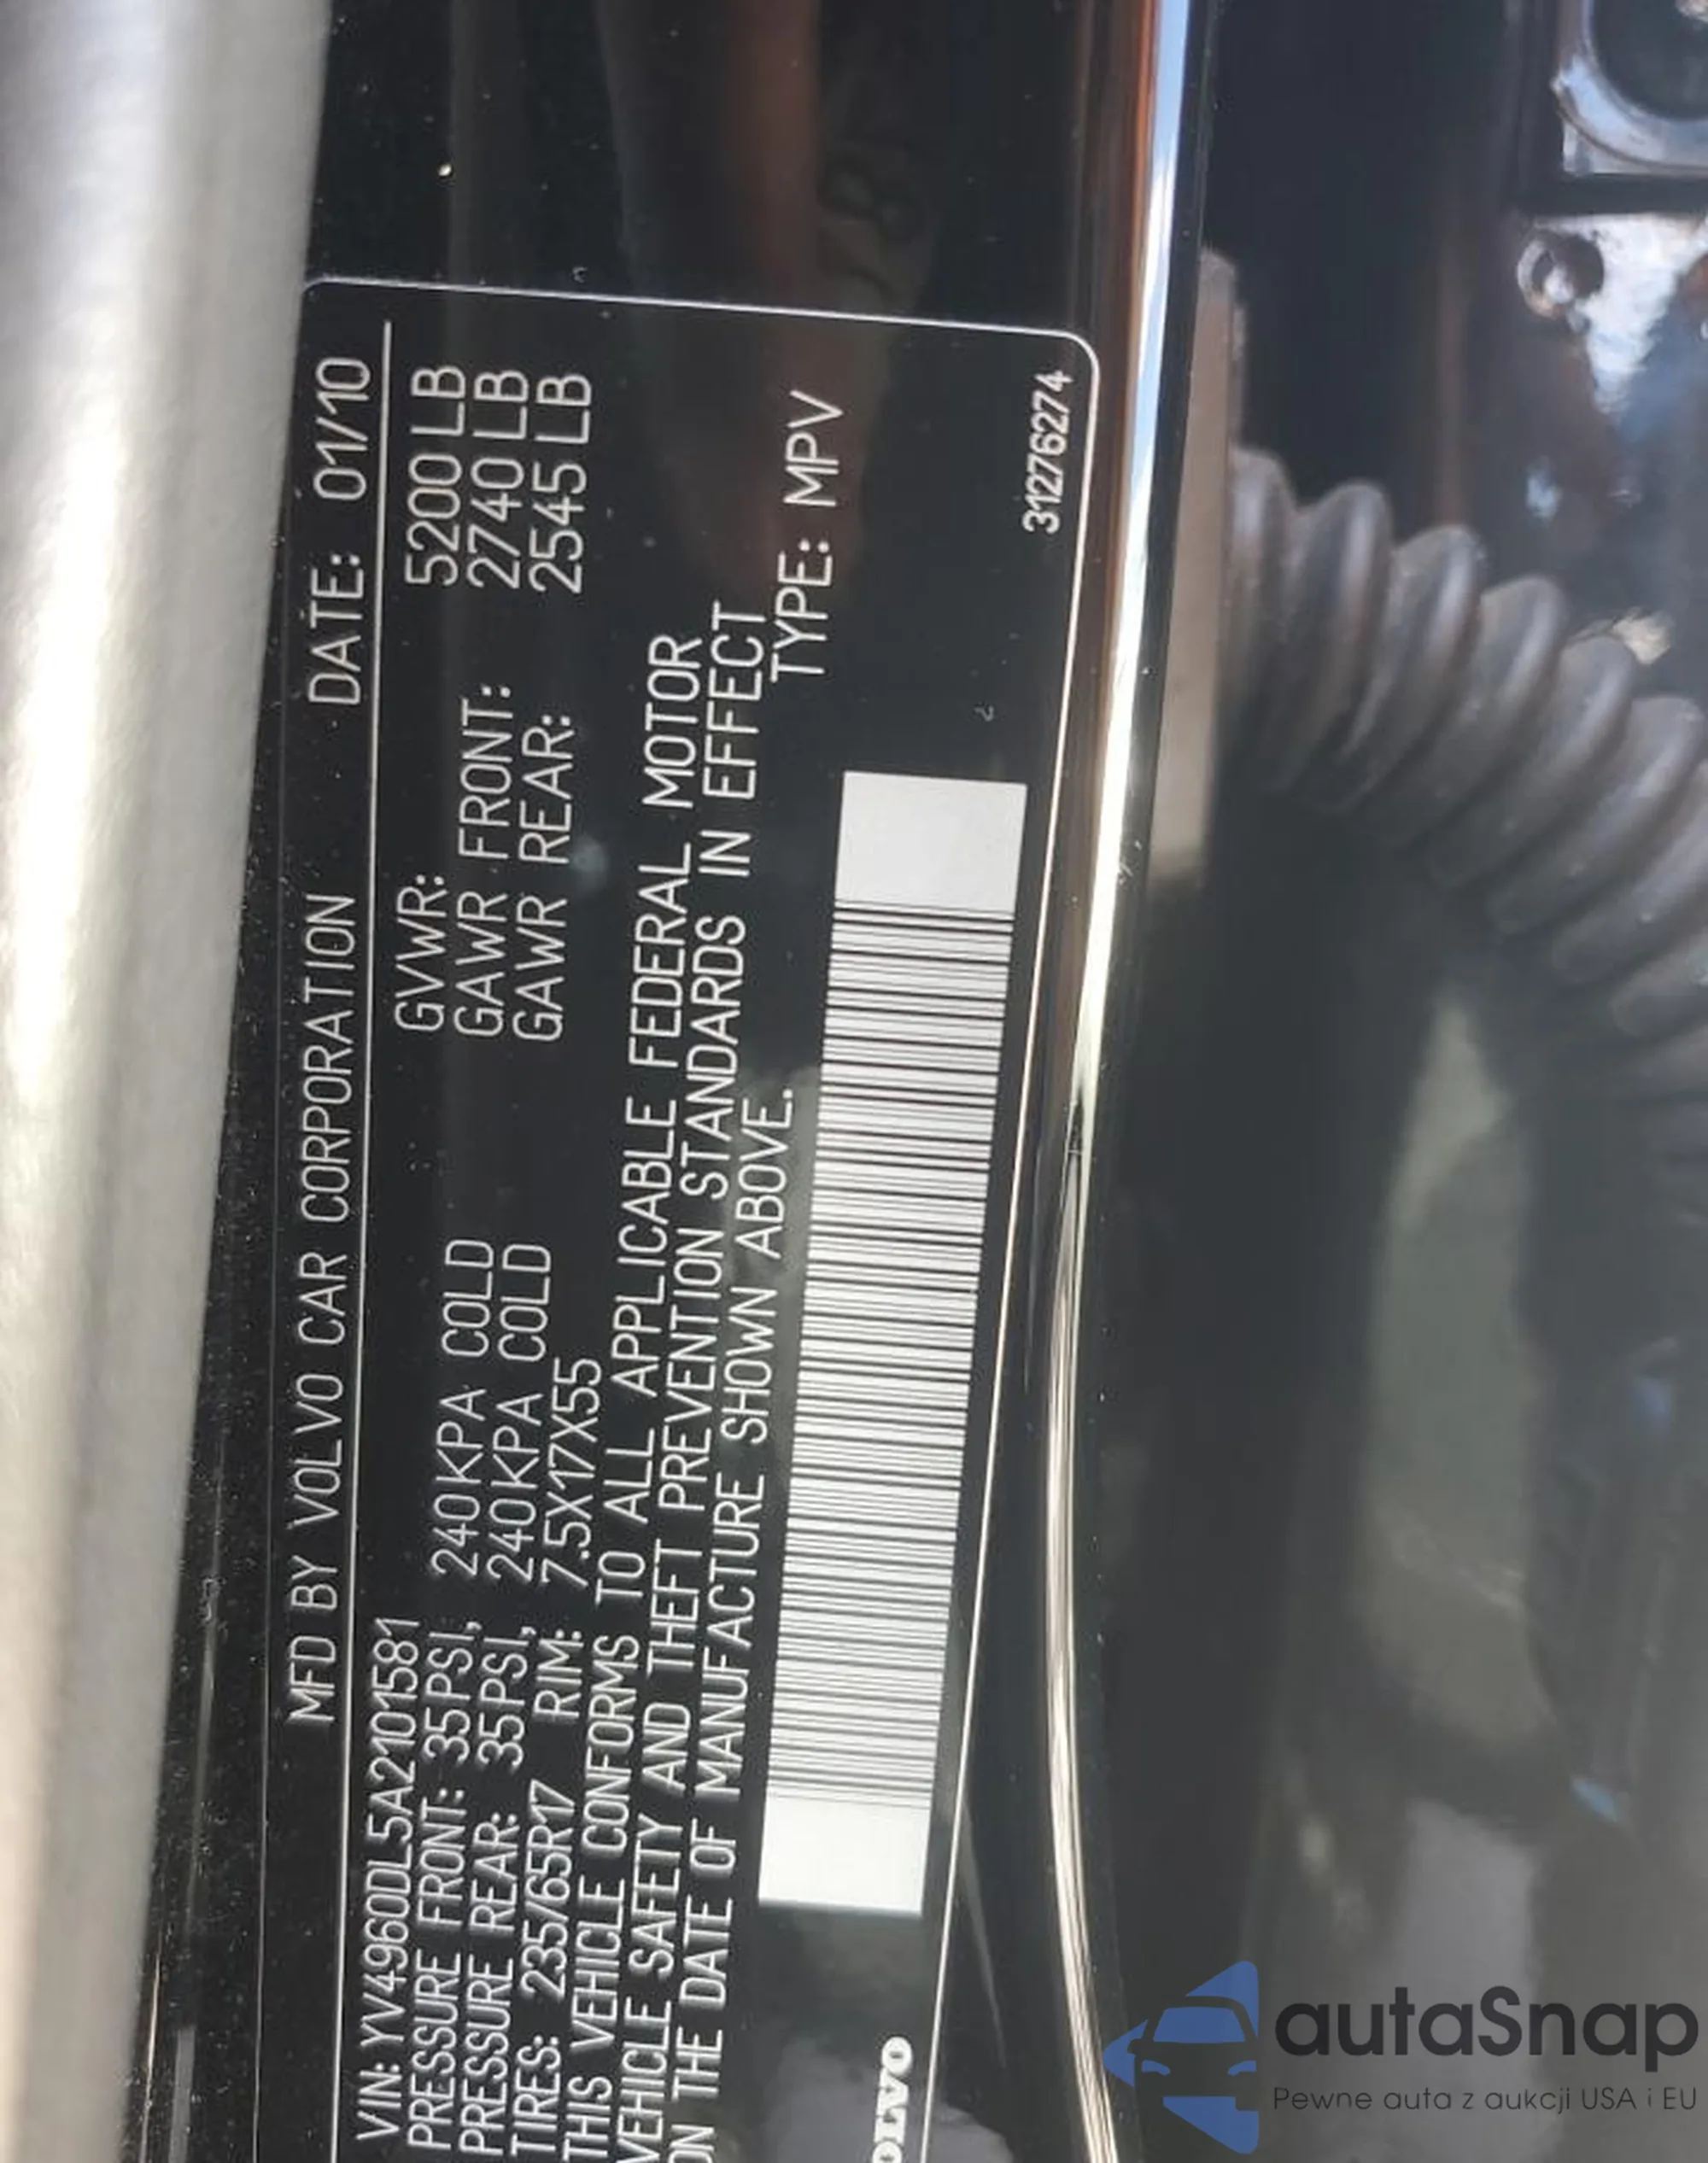 MFD BY VOLVO CAR CORPORATION DATE: 01/10
VIN: YV4960DL5A2101581 GVWR: 5200 LB
PRESSURE FRONT: 35PSI, 240KPA COLD GAWR FRONT: 2740 LB
PRESSURE REAR: 35PSI, 240KPA COLD GAWR REAR: 2545 LB
TIRES: 235/65R17 RIM: 7.5X17X55
THIS VEHICLE CONFORMS TO ALL APPLICABLE FEDERAL MOTOR
VEHICLE SAFETY AND THEFT PREVENTION STANDARDS IN EFFECT
ON THE DATE OF MANUFACTURE SHOWN ABOVE. TYPE: MPV
OLVO
31276274
autaSnap
Pewne auta z aukcji USA i EU